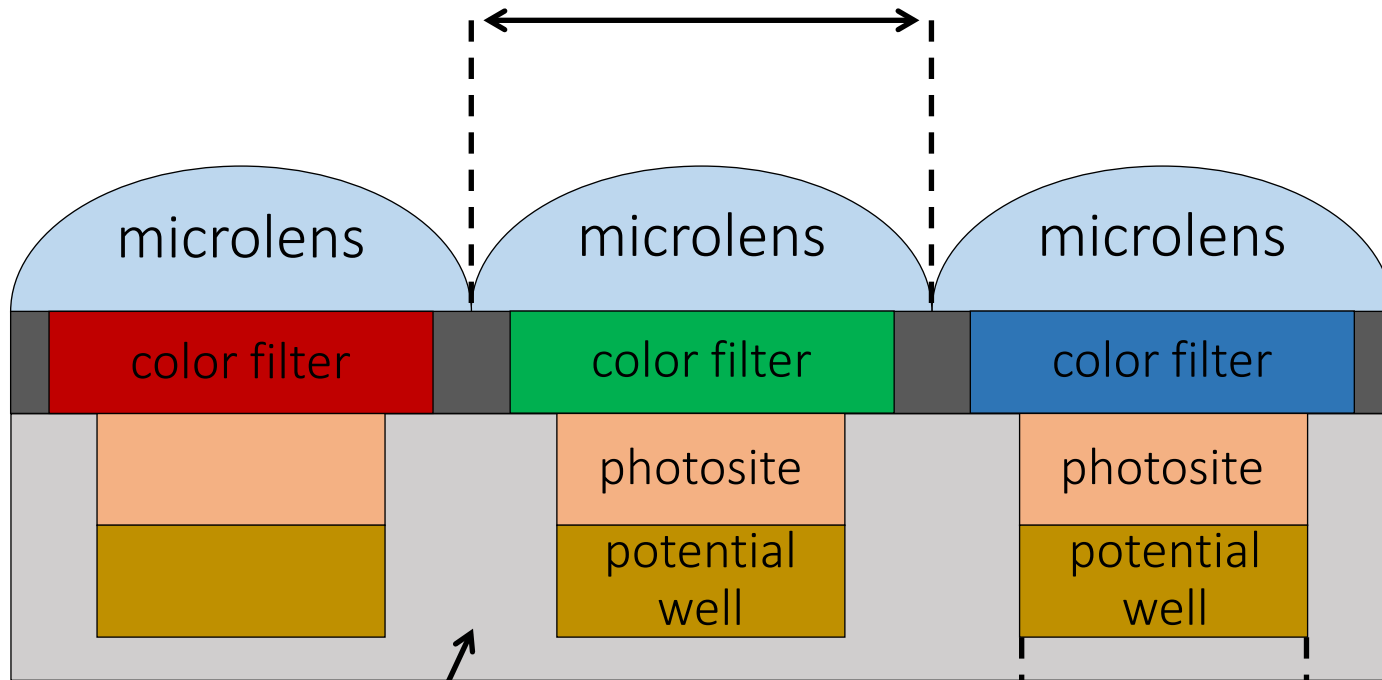 microlens
microlens
microlens
color filter
color filter
color filter
photosite
photosite
potential
well
potential
well